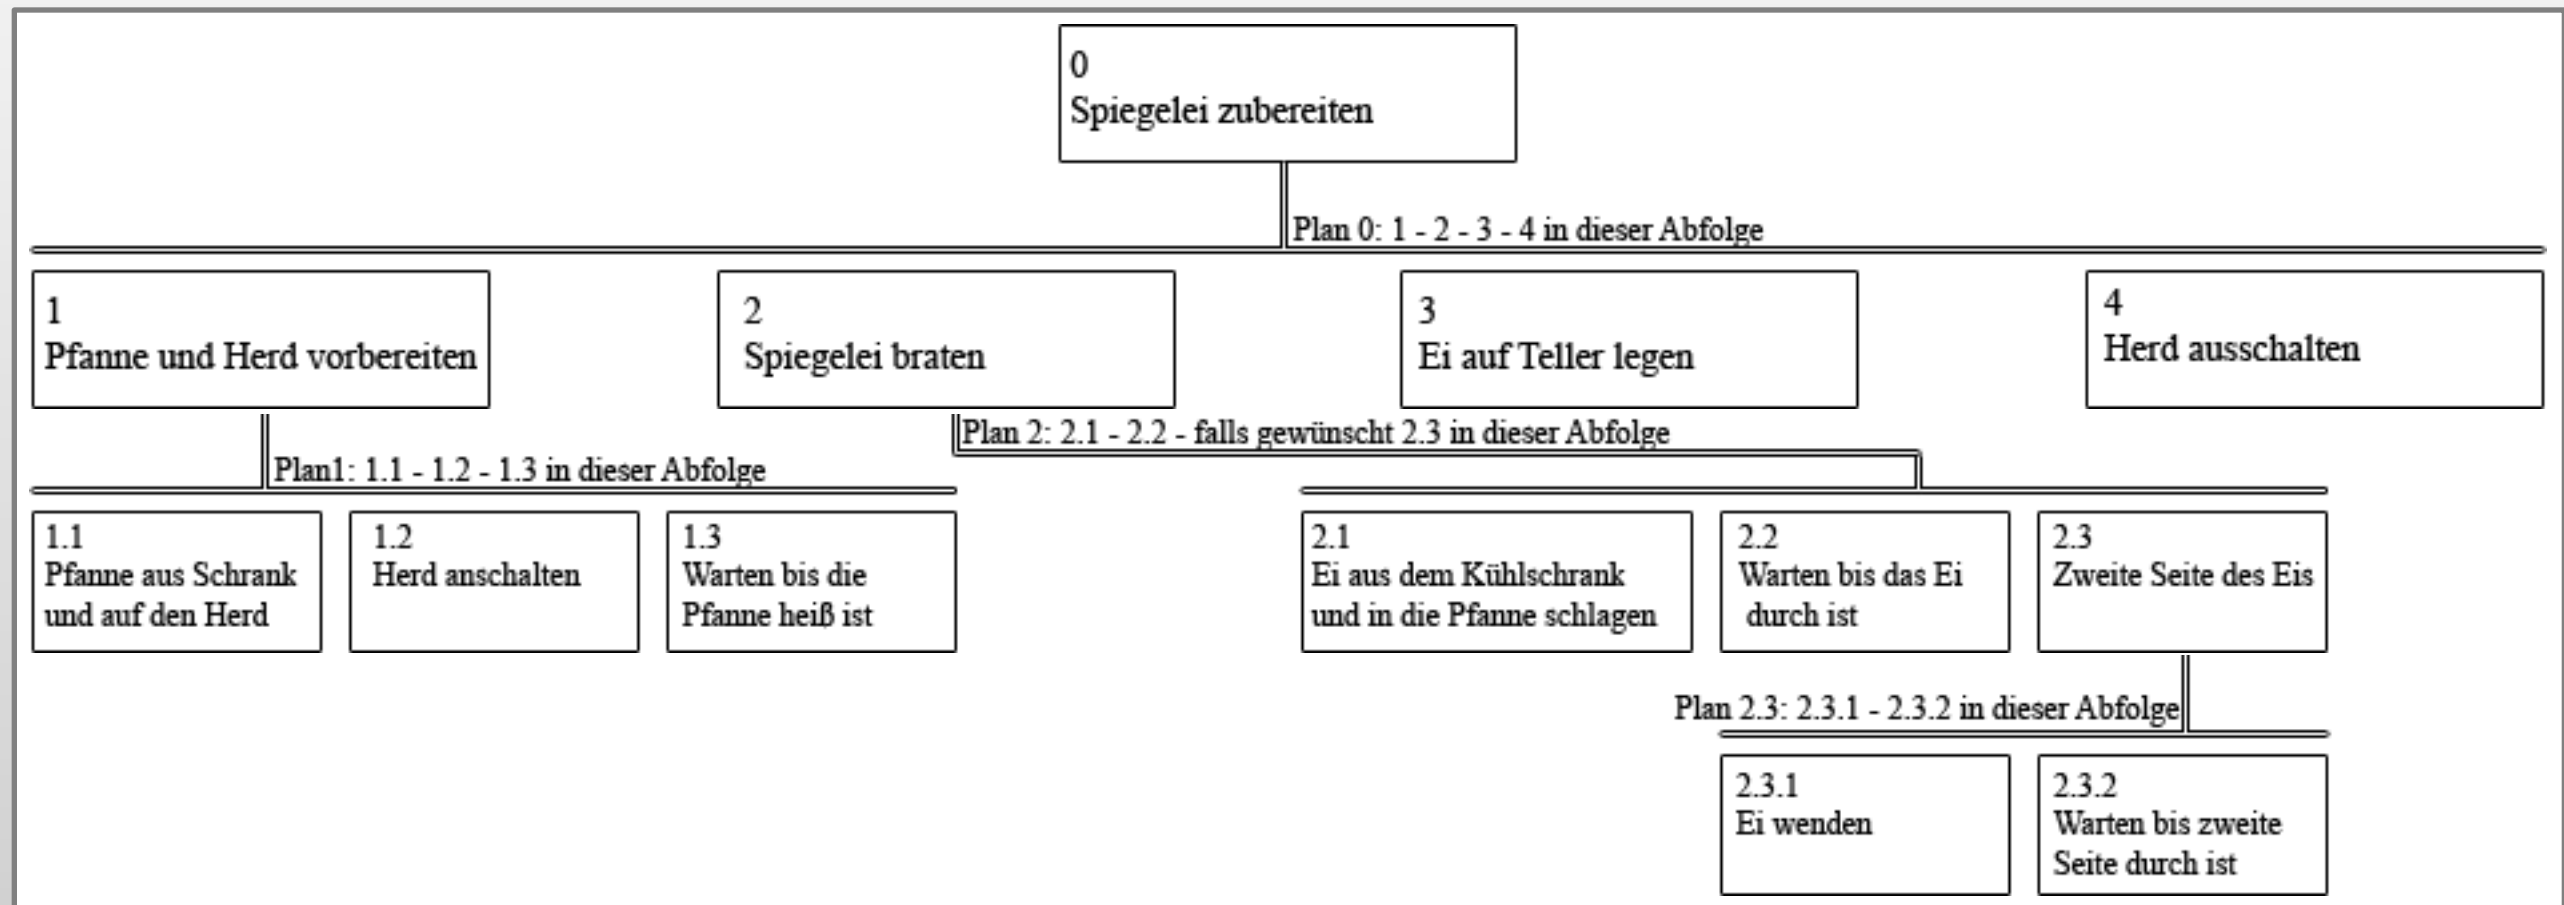 0
Spiegelei zubereiten
Plan 0: 1 - 2 - 3 - 4 in dieser Abfolge
1
Pfanne und Herd vorbereiten
2
Spiegelei braten
3
Ei auf Teller legen
4
Herd ausschalten
Plan 2: 2.1 - 2.2 - falls gewünscht 2.3 in dieser Abfolge
Plan1: 1.1 - 1.2 - 1.3 in dieser Abfolge
1.1
Pfanne aus Schrank
und auf den Herd
1.2
Herd anschalten
1.3
Warten bis die
Pfanne heiß ist
2.1
Ei aus dem Kühlschrank
und in die Pfanne schlagen
2.2
Warten bis das Ei
durch ist
2.3
Zweite Seite des Eis
Plan 2.3: 2.3.1 - 2.3.2 in dieser Abfolge
2.3.1
Ei wenden
2.3.2
Warten bis zweite
Seite durch ist